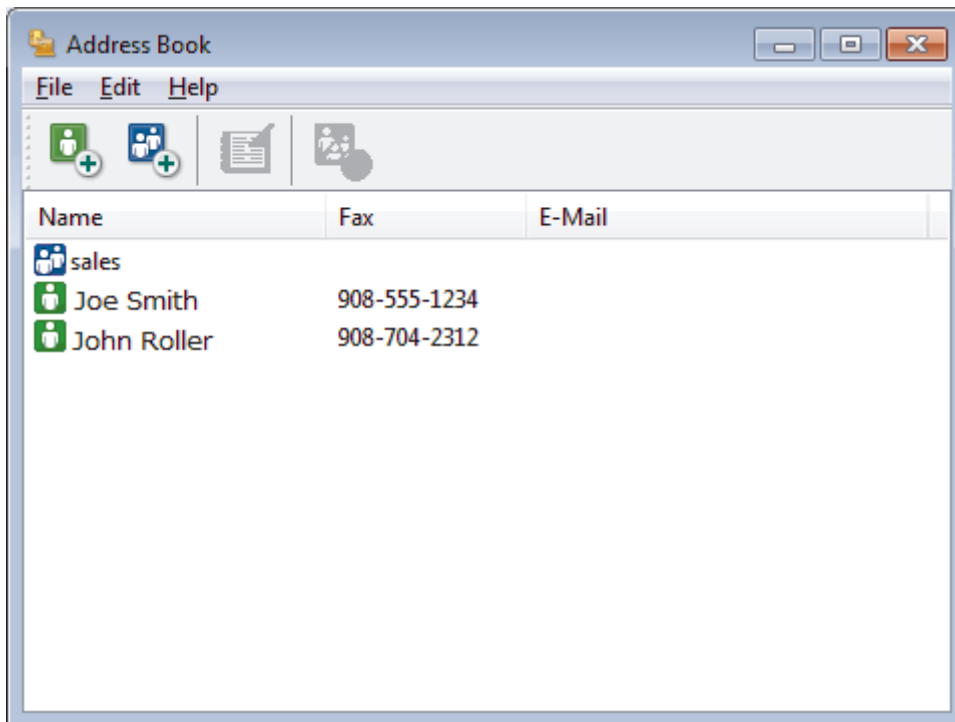 Address Book
File Edit Help
Name Fax E-Mail
sales
Joe Smith 908-555-1234
John Roller 908-704-2312